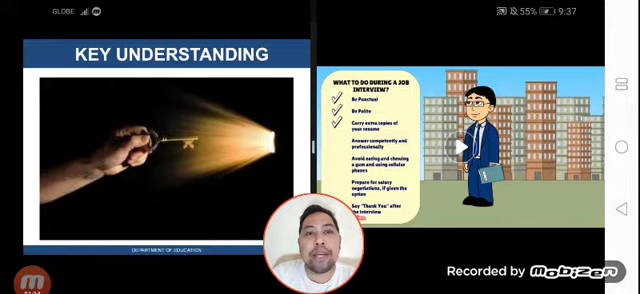 GLOBE
55%
9:37
KEY UNDERSTANDING
DEPARTMENT OF EDUCATION
WHAT TO DO DURING A JOB
INTERVIEW?
Be Punctual
Be Polite
Carry extra copies of
your resume
Answer competently and
professionally
Avoid eating and chewing
a gum and using cellular
phones
Prepare for salary
negotiations, if given the
option
Say "Thank You" after
the interview
Recorded by mobizen